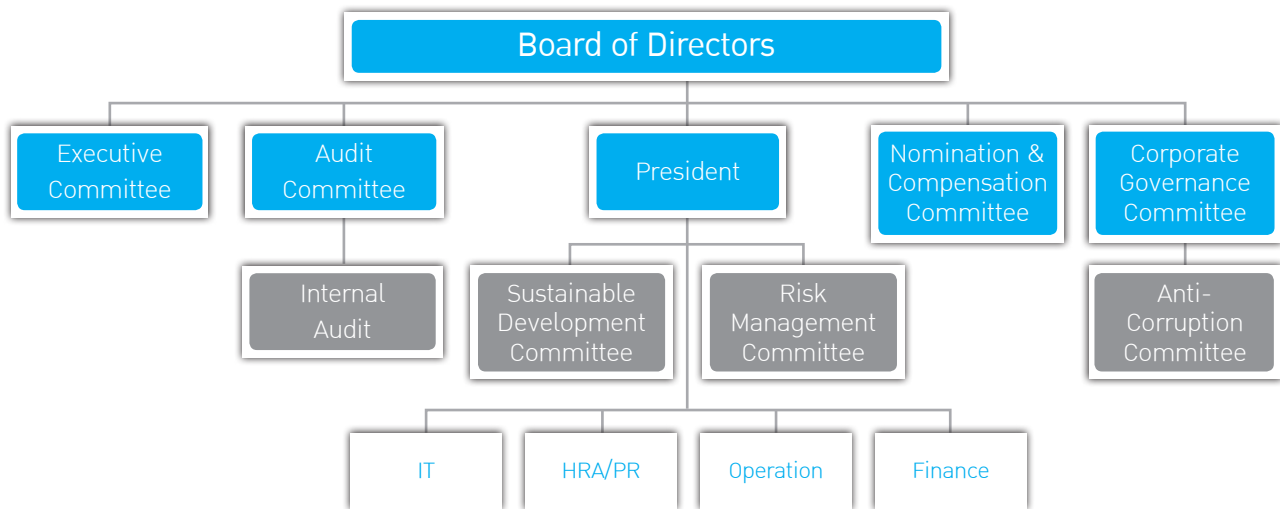 Board of Directors
Executive
Committee
Audit
Committee
President
Nomination &
Compensation
Committee
Corporate
Governance
Committee
Internal
Audit
Sustainable
Development
Committee
Risk
Management
Committee
Anti-
Corruption
Committee
IT
HRA/PR
Operation
Finance